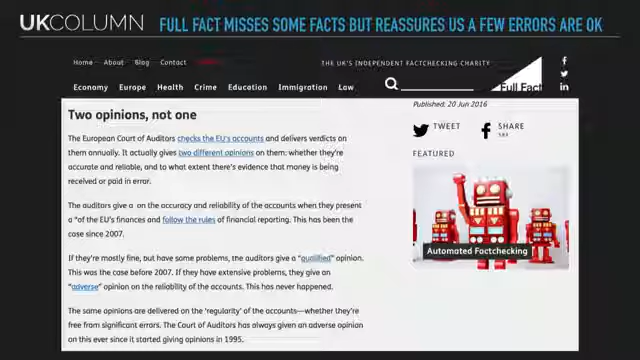 UKCOLUMN FULL FACT MISSES SOME FACTS BUT REASSURES US A FEW ERRORS ARE OK
Home About Blog Contact
THE UK'S INDEPENDENT FACTCHECKING CHARITY
Economy Europe Health Crime Education Immigration Law
Full Fact
Published: 20 Jun 2016
Two opinions, not one
TWEET
SHARE
The European Court of Auditors checks the EU's accounts and delivers verdicts on
them annually. It actually gives two different opinions on them: whether they're
accurate and reliable, and to what extent there's evidence that money is being
received or paid in error.
The auditors give a on the accuracy and reliability of the accounts when they present
a "of the EU's finances and follow the rules of financial reporting. This has been the
case since 2007.
If they're mostly fine, but have some problems, the auditors give a "qualified" opinion.
This was the case before 2007. If they have extensive problems, they give an
"adverse" opinion on the reliability of the accounts. This has never happened.
The same opinions are delivered on the 'regularity' of the accounts—whether they're
free from significant errors. The Court of Auditors has always given an adverse opinion
on this ever since it started giving opinions in 1995.
FEATURED
Automated Factchecking